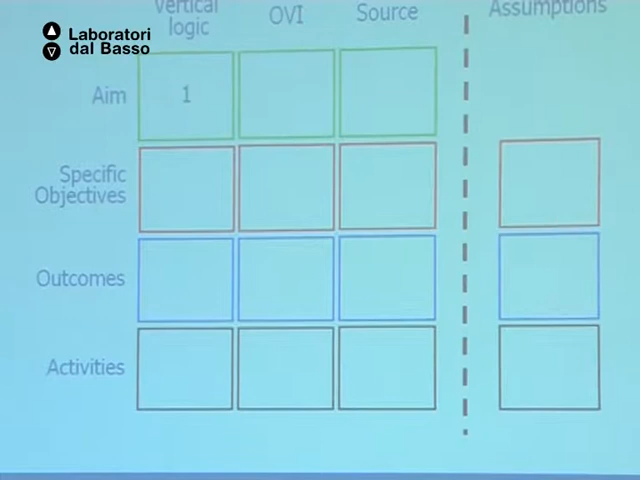 Laboratori
dal Basso
Vertical
logic
OVI
Source
Assumptions
Aim
1
Specific
Objectives
Outcomes
Activities